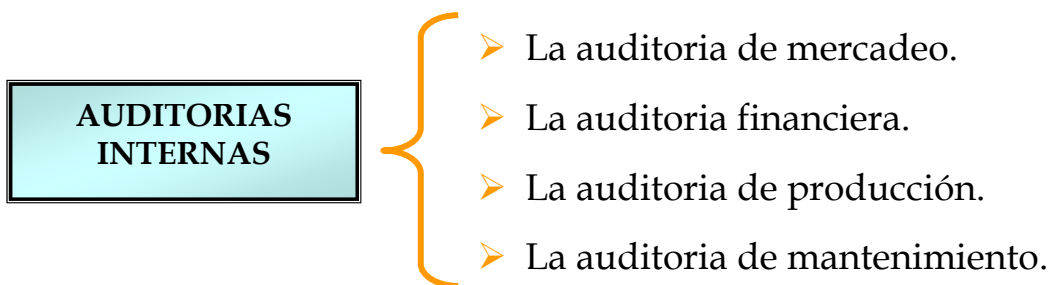 AUDITORIAS
INTERNAS
La auditoria de mercadeo.
La auditoria financiera.
La auditoria de producción.
La auditoria de mantenimiento.